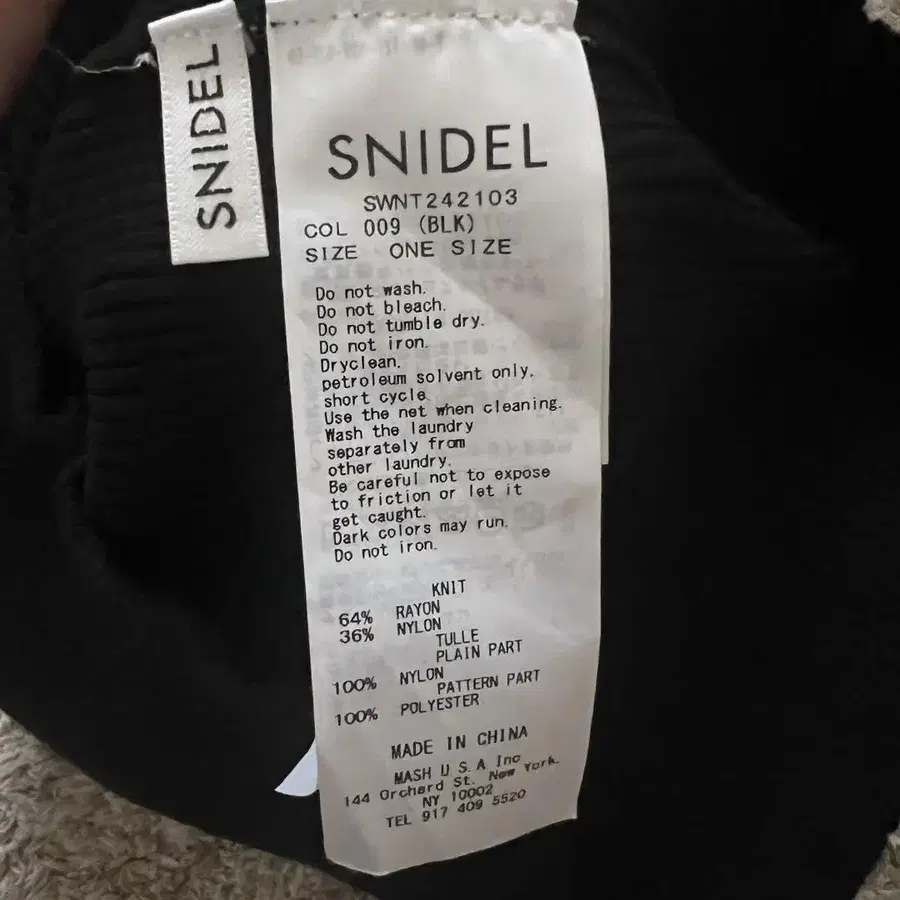 SNIDEL
SNIDEL
SWNT242103
COL 009 (BLK)
SIZE ONE SIZE
Do not wash.
Do not bleach.
Do not tumble dry.
Do not iron.
Dryclean.
petroleum solvent only.
short cycle.
Use the net when cleaning.
Wash the laundry
separately from
other laundry.
Be careful not to expose
to friction or let it
get caught.
Dark colors may run.
Do not iron.
KNIT
64% RAYON
36% NYLON
TULLE
PLAIN PART
100% NYLON
PATTERN PART
100% POLYESTER
MADE IN CHINA
MASH U S.A Inc
144 Orchard St. New York.
NY 10002
TEL 917 409 5520